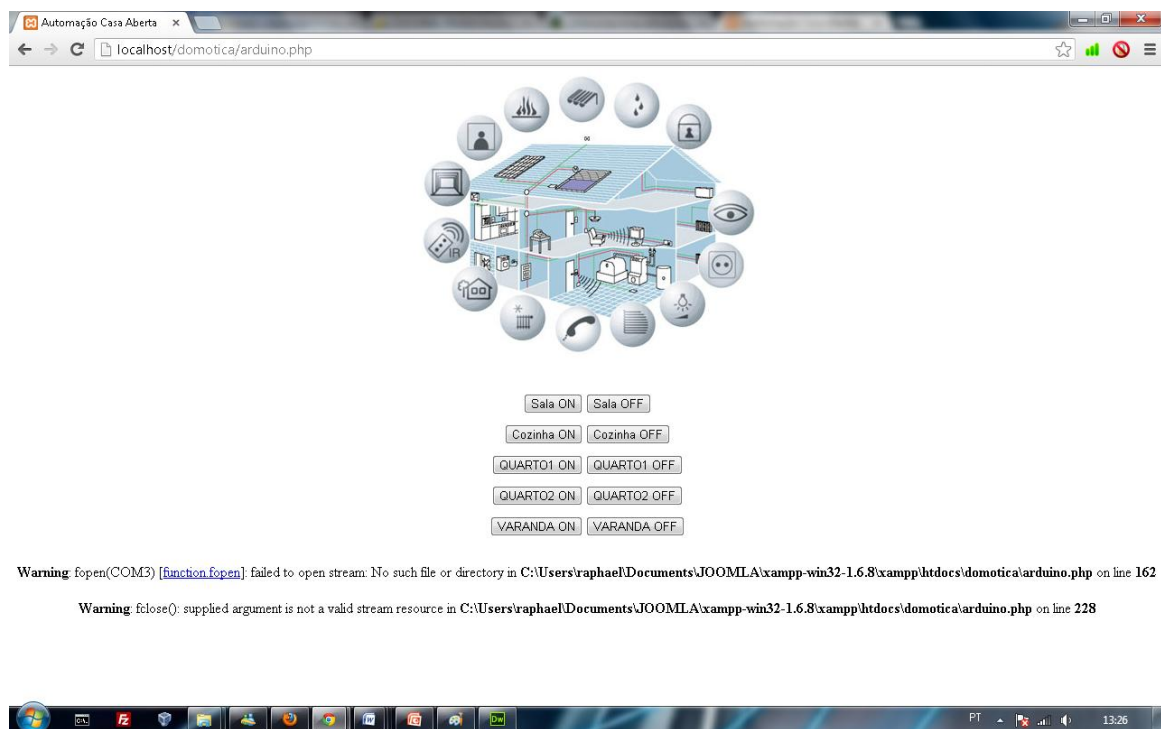 Automação Casa Aberta
localhost/domotica/arduino.php
IR
Sala ON Sala OFF
Cozinha ON Cozinha OFF
QUARTO1 ON QUARTO1 OFF
QUARTO2 ON QUARTO2 OFF
VARANDA ON VARANDA OFF
Warning: fopen(COM3) [function.fopen]: failed to open stream: No such file or directory in C:\Users\raphael\Documents\JOOMLA\xampp-win32-1.6.8\xampp\htdocs\domotica\arduino.php on line 162
Warning: fclose(): supplied argument is not a valid stream resource in C:\Users\raphael\Documents\JOOMLA\xampp-win32-1.6.8\xampp\htdocs\domotica\arduino.php on line 228
Fz
Dw
PT
13:26